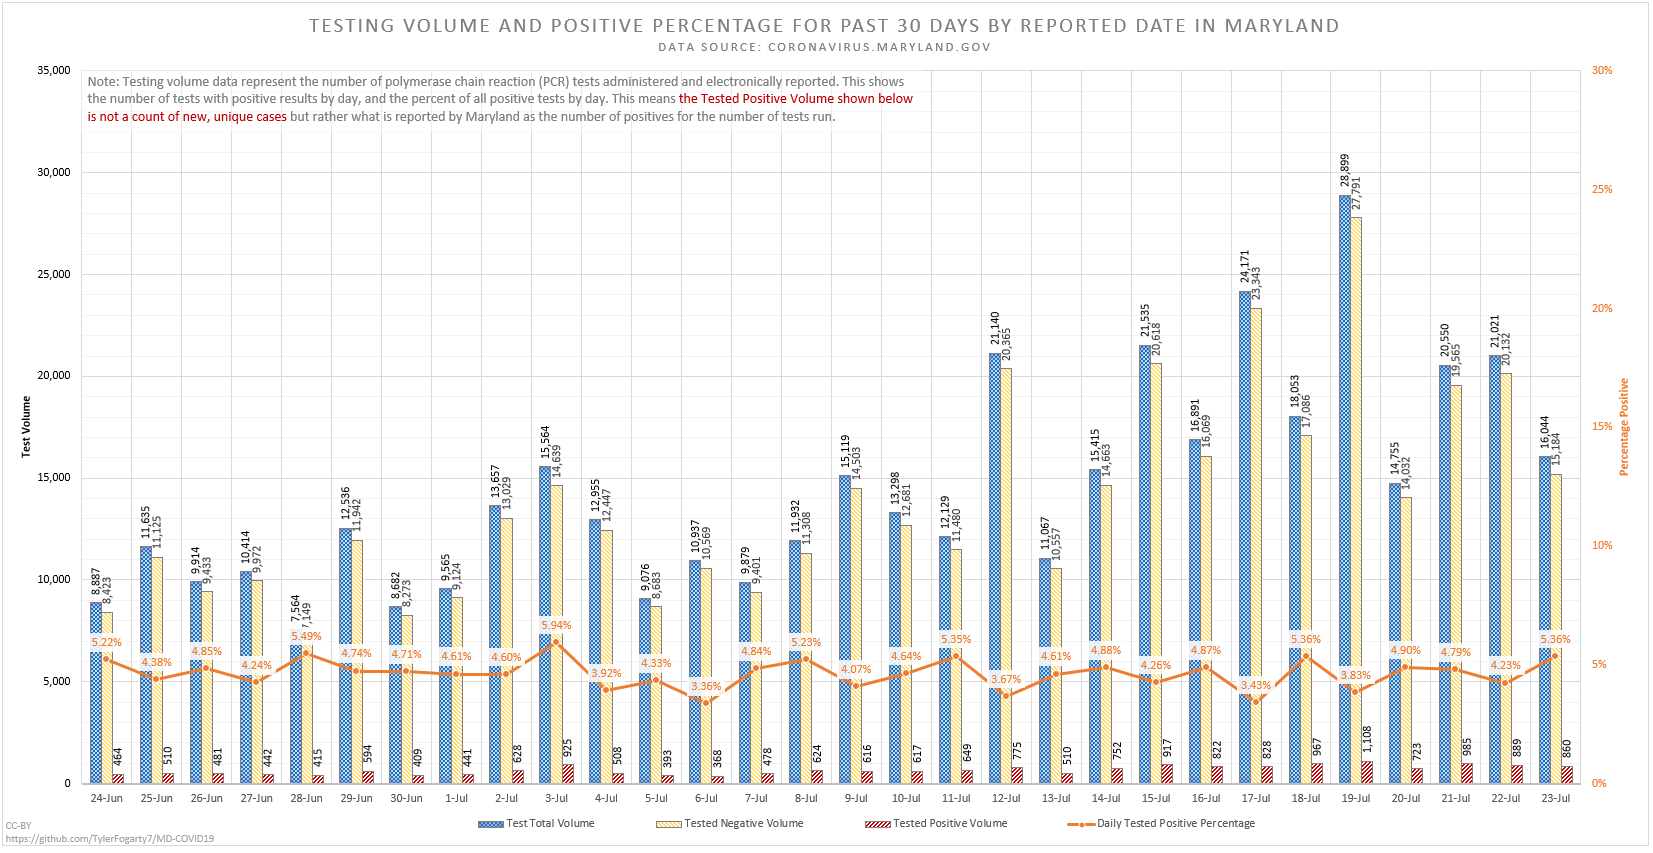 TESTING VOLUME AND POSITIVE PERCENTAGE FOR PAST 30 DAYS BY REPORTED DATE IN MARYLAND
DATA SOURCE: CORONAVIRUS.MARYLAND.GOV
Note: Testing volume data represent the number of polymerase chain reaction (PCR) tests administered and electronically reported. This shows
the number of tests with positive results by day, and the percent of all positive tests by day. This means the Tested Positive Volume shown below
is not a count of new, unique cases but rather what is reported by Maryland as the number of positives for the number of tests run.
Test Volume
35,000
30,000
25,000
20,000
15,000
10,000
5,000
0
8,887 11,635 9,914 10,414 7,564 12,536 8,682 9,565 13,657 15,564 12,955 9,076 10,937 9,879 11,932 15,119 13,298 12,129 21,140 11,067 15,415 21,535 16,891 24,171 18,053 28,899 14,755 20,550 21,021 16,044
8,423 11,125 9,433 9,972 7,149 11,942 8,273 9,124 13,029 14,639 12,447 8,683 10,569 9,401 11,308 14,503 12,681 11,480 20,365 10,557 14,663 20,618 16,069 23,343 17,086 27,791 14,032 19,565 20,132 15,184
5.22% 4.38% 4.85% 4.24% 5.49% 4.74% 4.71% 4.61% 4.60% 5.94% 3.92% 4.33% 3.36% 4.84% 5.23% 4.07% 4.64% 5.35% 3.67% 4.61% 4.88% 4.26% 4.87% 3.43% 5.36% 3.83% 4.90% 4.79% 4.23% 5.36%
464 510 481 442 415 594 409 441 628 925 508 393 368 478 624 616 617 649 775 510 752 917 822 828 967 1,108 723 985 889 860
30%
25%
20%
15%
10%
5%
0%
Percentage Positive
24-Jun 25-Jun 26-Jun 27-Jun 28-Jun 29-Jun 30-Jun 1-Jul 2-Jul 3-Jul 4-Jul 5-Jul 6-Jul 7-Jul 8-Jul 9-Jul 10-Jul 11-Jul 12-Jul 13-Jul 14-Jul 15-Jul 16-Jul 17-Jul 18-Jul 19-Jul 20-Jul 21-Jul 22-Jul 23-Jul
Test Total Volume Tested Negative Volume Tested Positive Volume Daily Tested Positive Percentage
CC-BY
https://github.com/TylerFogarty7/MD-COVID19